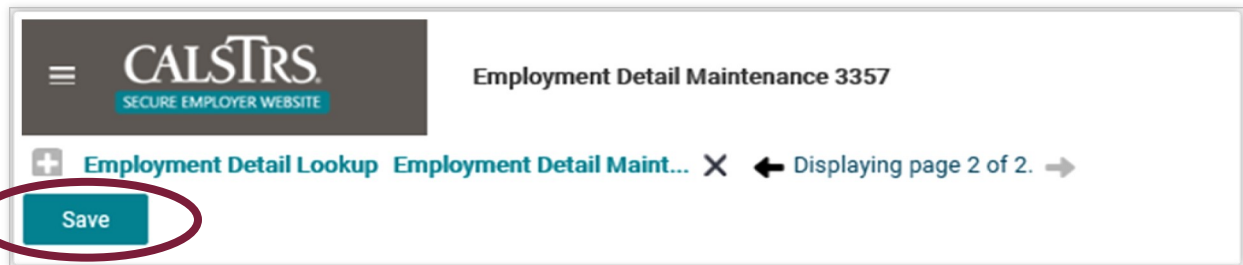 CALSTRS.
SECURE EMPLOYER WEBSITE
Employment Detail Maintenance 3357
Employment Detail Lookup Employment Detail Maint... Displaying page 2 of 2.
Save